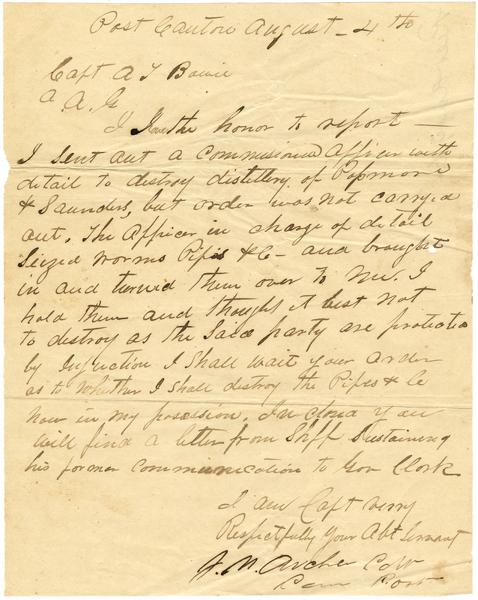 Post Canton August - 4th
Capt A T Bowie
A. A. G
I Have the honor to report —
I sent out a commissioned officer with
detail to destroy distillery of
& Saunders, but order was not carryed
out. The Officer in charge of detail
Seized worms Pipes & C - and brought
in and turned them over to me. I
hold them and thought it best not
to destroy as the said party are protected
by Injunction I shall wait your order
as to Whether I shall destroy the Pipes & Cc
now in my possession. Inclosed you
will find a letter from Shff Sustaining
his former communication to Gov Clark
I am Capt very
Respectfully Your Obt Servant
J. N. Archer Col
Com Post